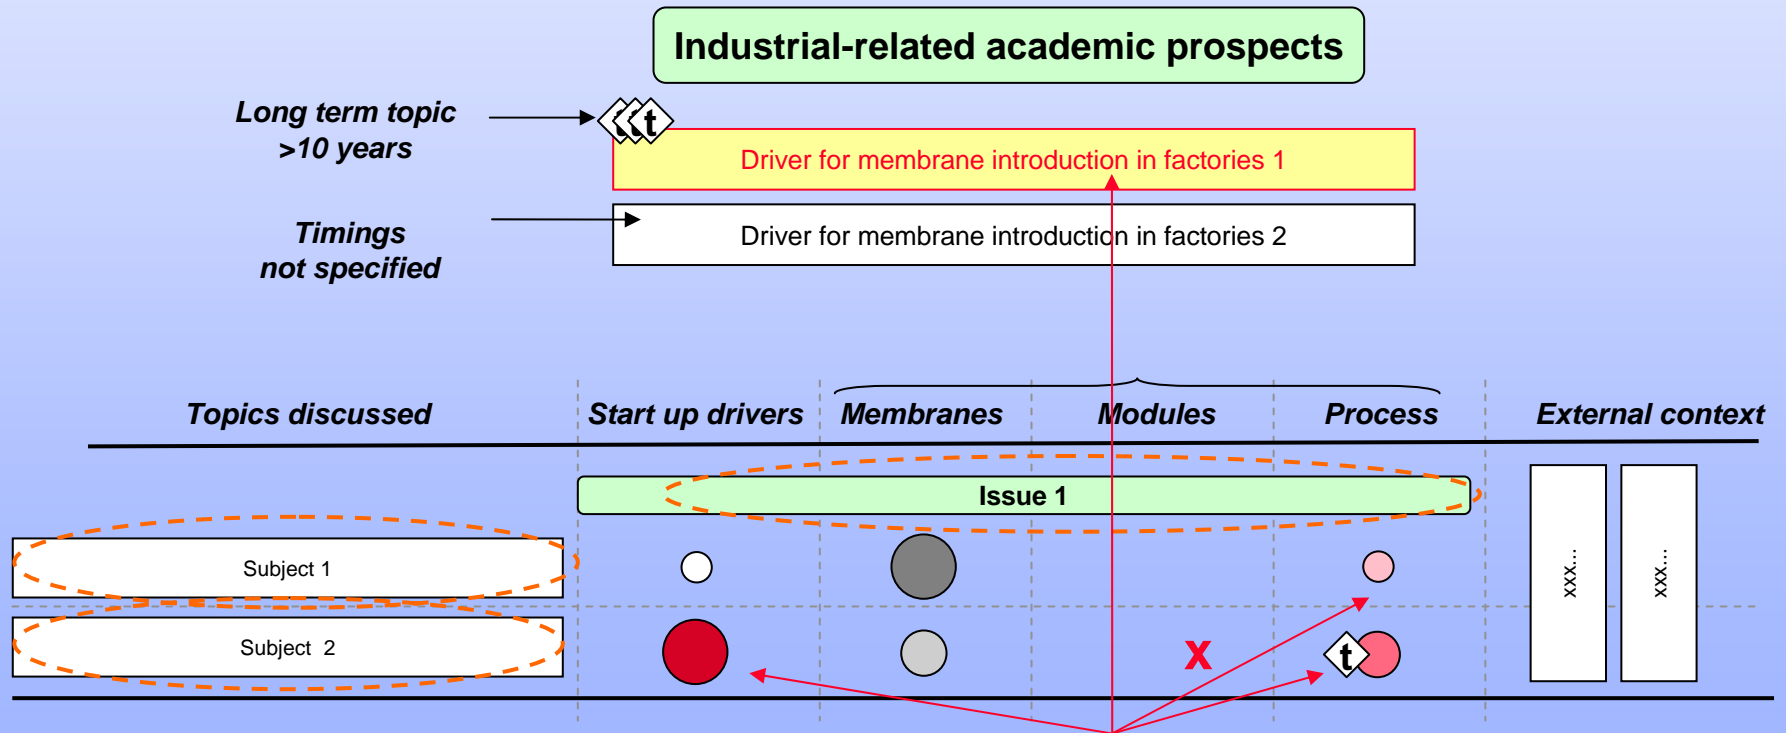 Industrial-related academic prospects
Long term topic
>10 years
t t t
Driver for membrane introduction in factories 1
Timings
not specified
Driver for membrane introduction in factories 2
Topics discussed
Start up drivers
Membranes
Modules
Process
External context
Issue 1
Subject 1
Subject 2
X
t
xxx...
xxx...